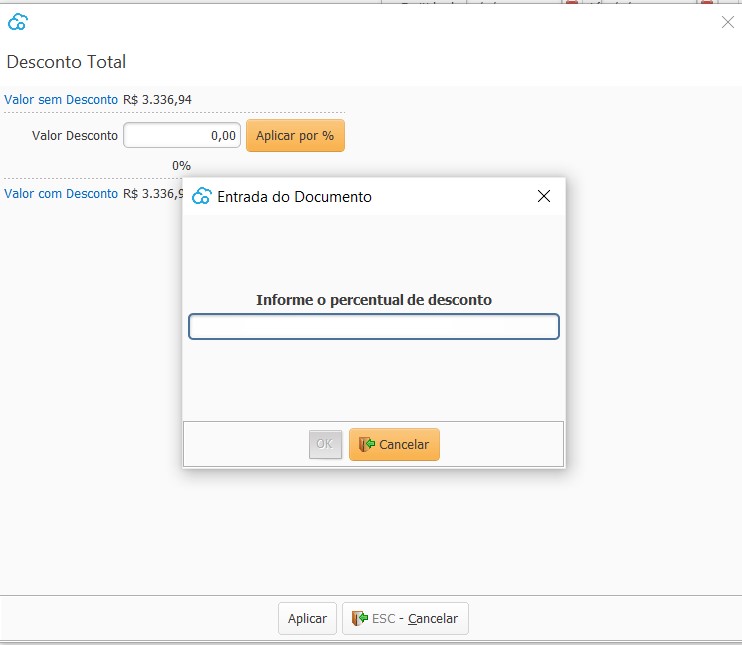 Desconto Total
Valor sem Desconto R$ 3.336,94
Valor Desconto 0,00 Aplicar por %
0%
Valor com Desconto R$ 3.336,9
Entrada do Documento
Informe o percentual de desconto
OK Cancelar
Aplicar ESC - Cancelar